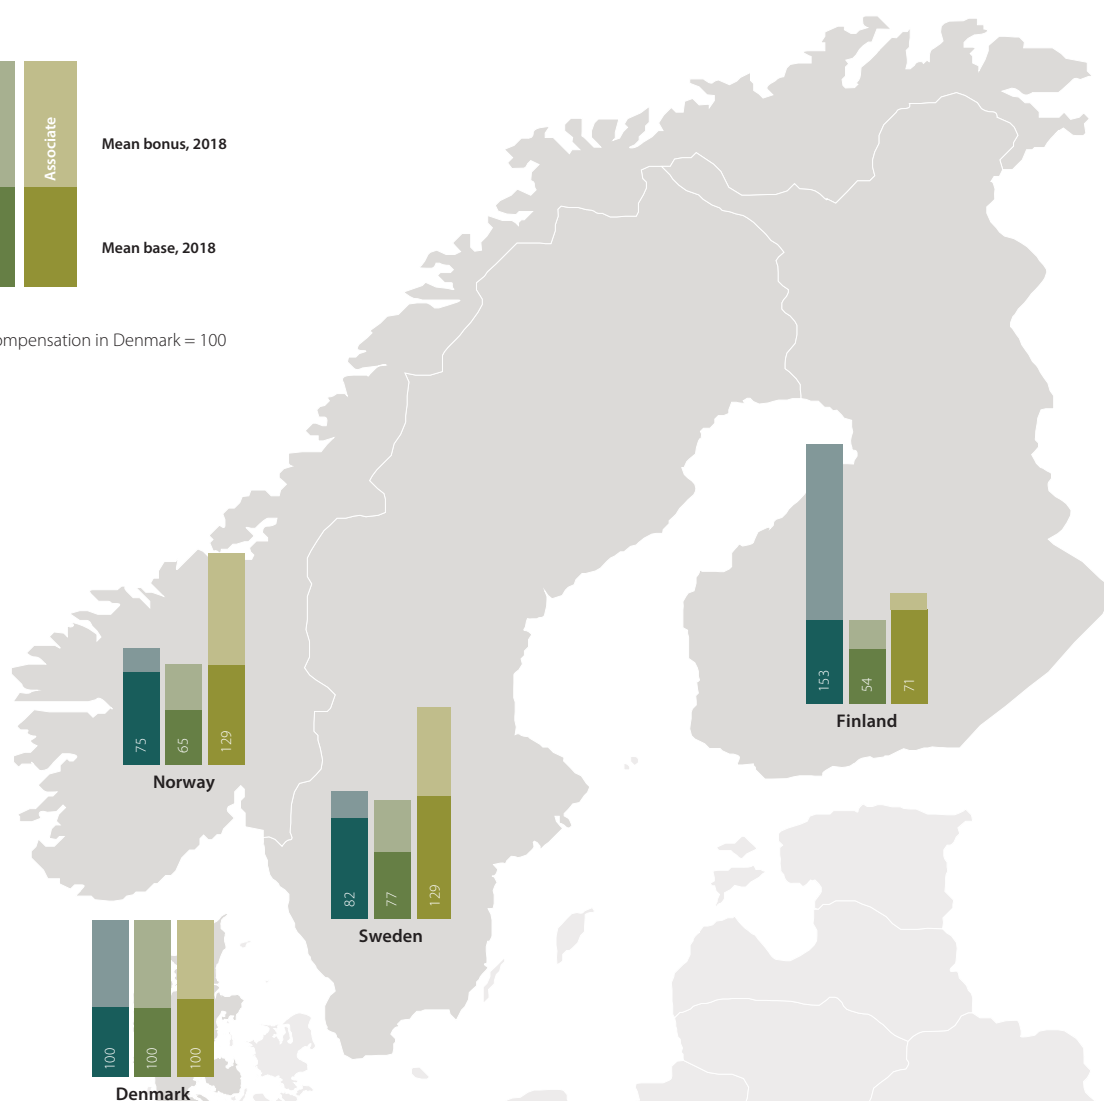 Associate
Mean bonus, 2018
Mean base, 2018
ompensation in Denmark = 100
153
54
71
Finland
75
65
129
Norway
82
77
129
Sweden
100
100
100
Denmark